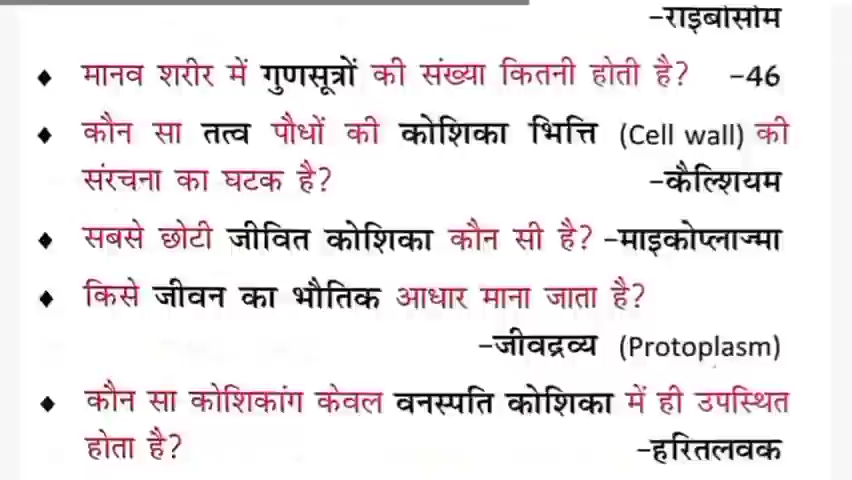 -राइबोसोम
♦ मानव शरीर में गुणसूत्रों की संख्या कितनी होती है? -46
♦ कौन सा तत्व पौधों की कोशिका भित्ति (Cell wall) की
संरचना का घटक है? -कैल्शियम
♦ सबसे छोटी जीवित कोशिका कौन सी है? -माइकोप्लाज्मा
♦ किसे जीवन का भौतिक आधार माना जाता है?
-जीवद्रव्य (Protoplasm)
♦ कौन सा कोशिकांग केवल वनस्पति कोशिका में ही उपस्थित
होता है? -हरितलवक